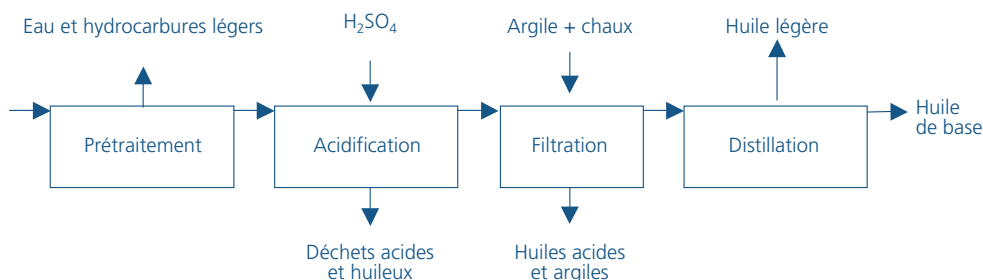 Eau et hydrocarbures légers
H₂SO₄
Argile + chaux
Huile légère
Prétraitement
Acidification
Filtration
Distillation
Huile
de base
Déchets acides
et huileux
Huiles acides
et argiles